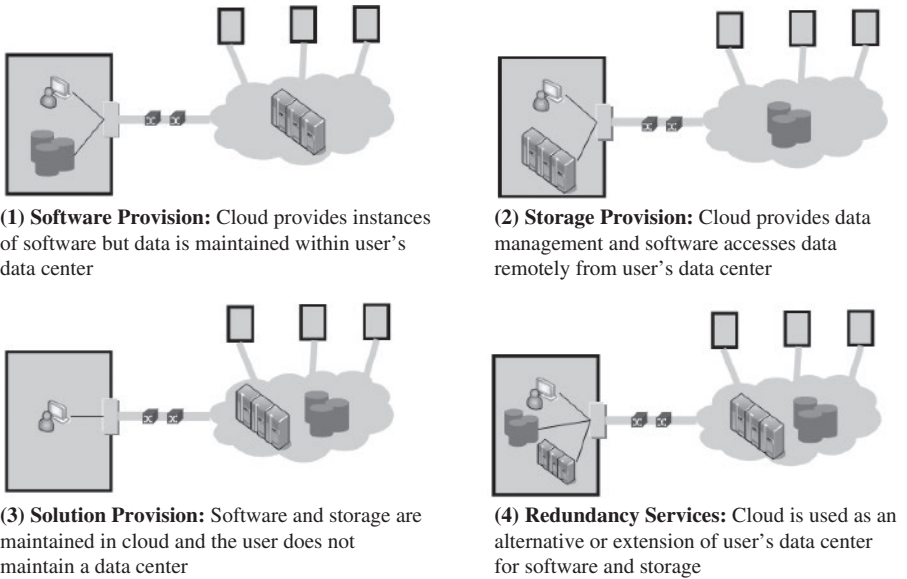 (1) Software Provision: Cloud provides instances
of software but data is maintained within user's
data center
(2) Storage Provision: Cloud provides data
management and software accesses data
remotely from user's data center
(3) Solution Provision: Software and storage are
maintained in cloud and the user does not
maintain a data center
(4) Redundancy Services: Cloud is used as an
alternative or extension of user's data center
for software and storage